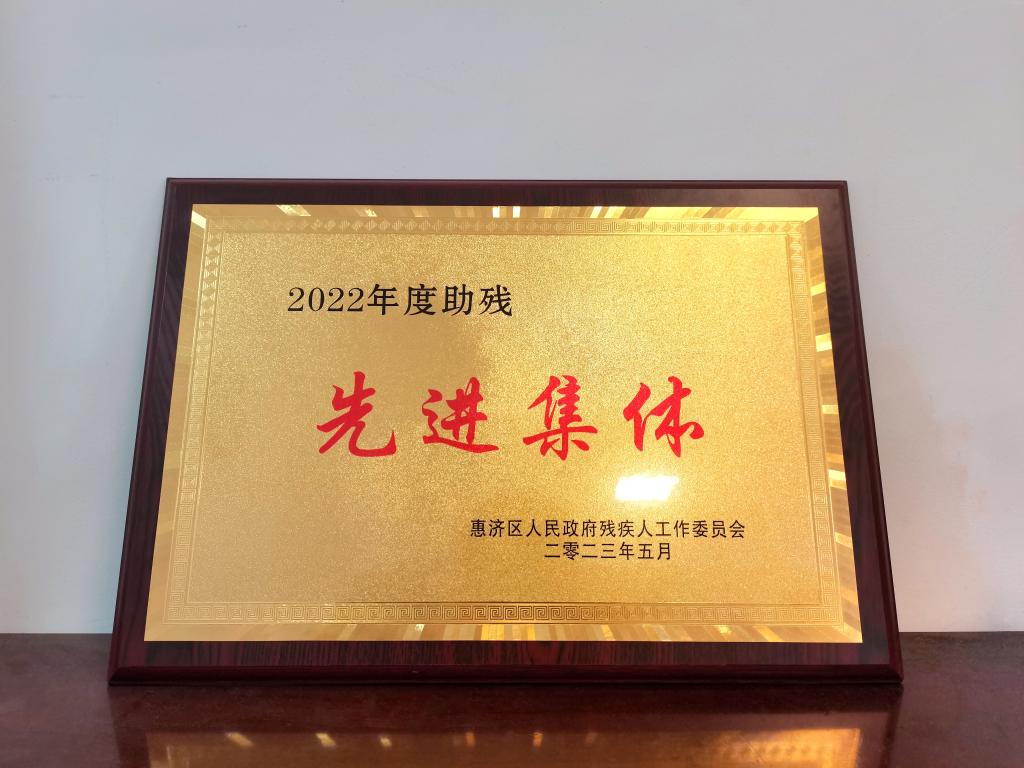 2022年度助残
先进集体
惠济区人民政府残疾人工作委员会
二零二三年五月